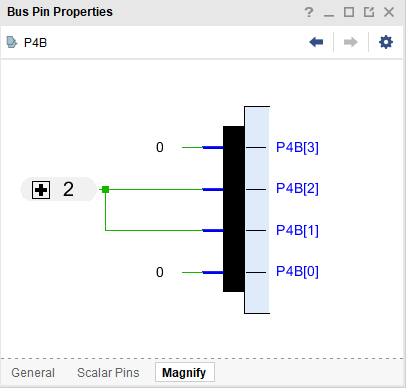 Bus Pin Properties
P4B
0 P4B[3]
2 P4B[2]
P4B[1]
0 P4B[0]
General Scalar Pins Magnify